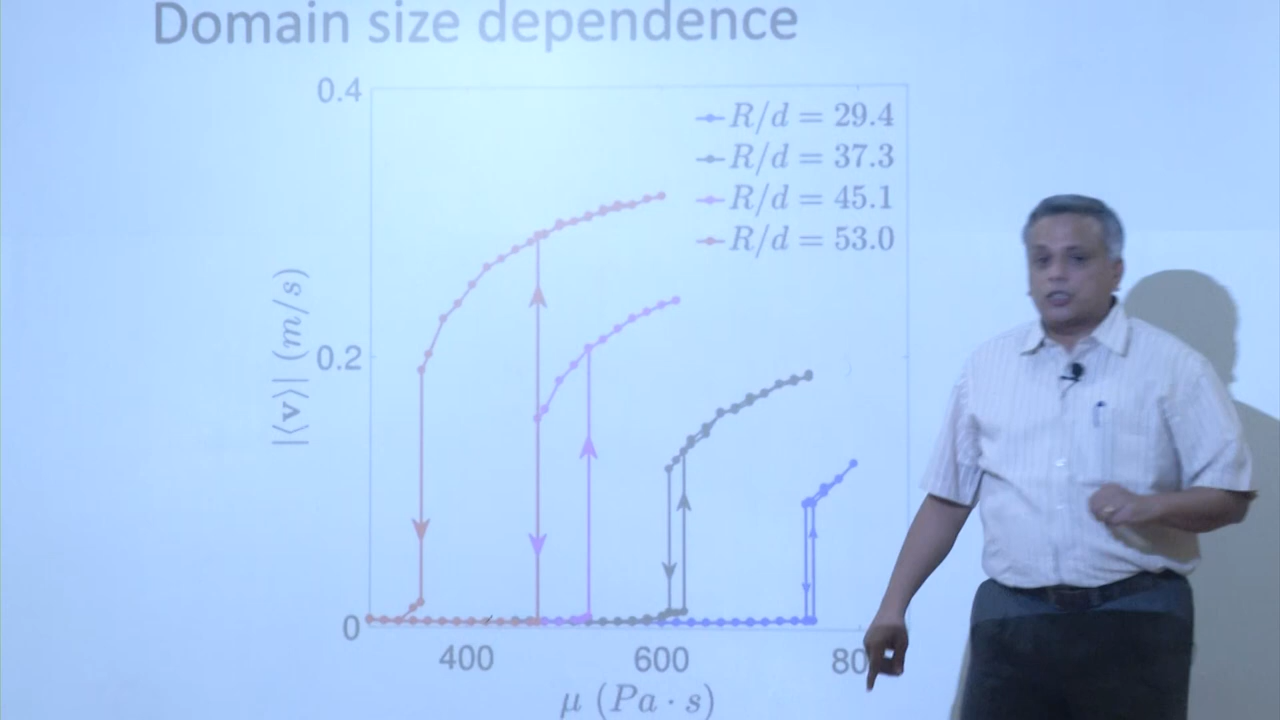 Domain size dependence
0.4
R/d = 29.4
R/d = 37.3
R/d = 45.1
R/d = 53.0
|⟨v⟩| (m/s)
0.2
0
400 600 80
μ (Pa · s)